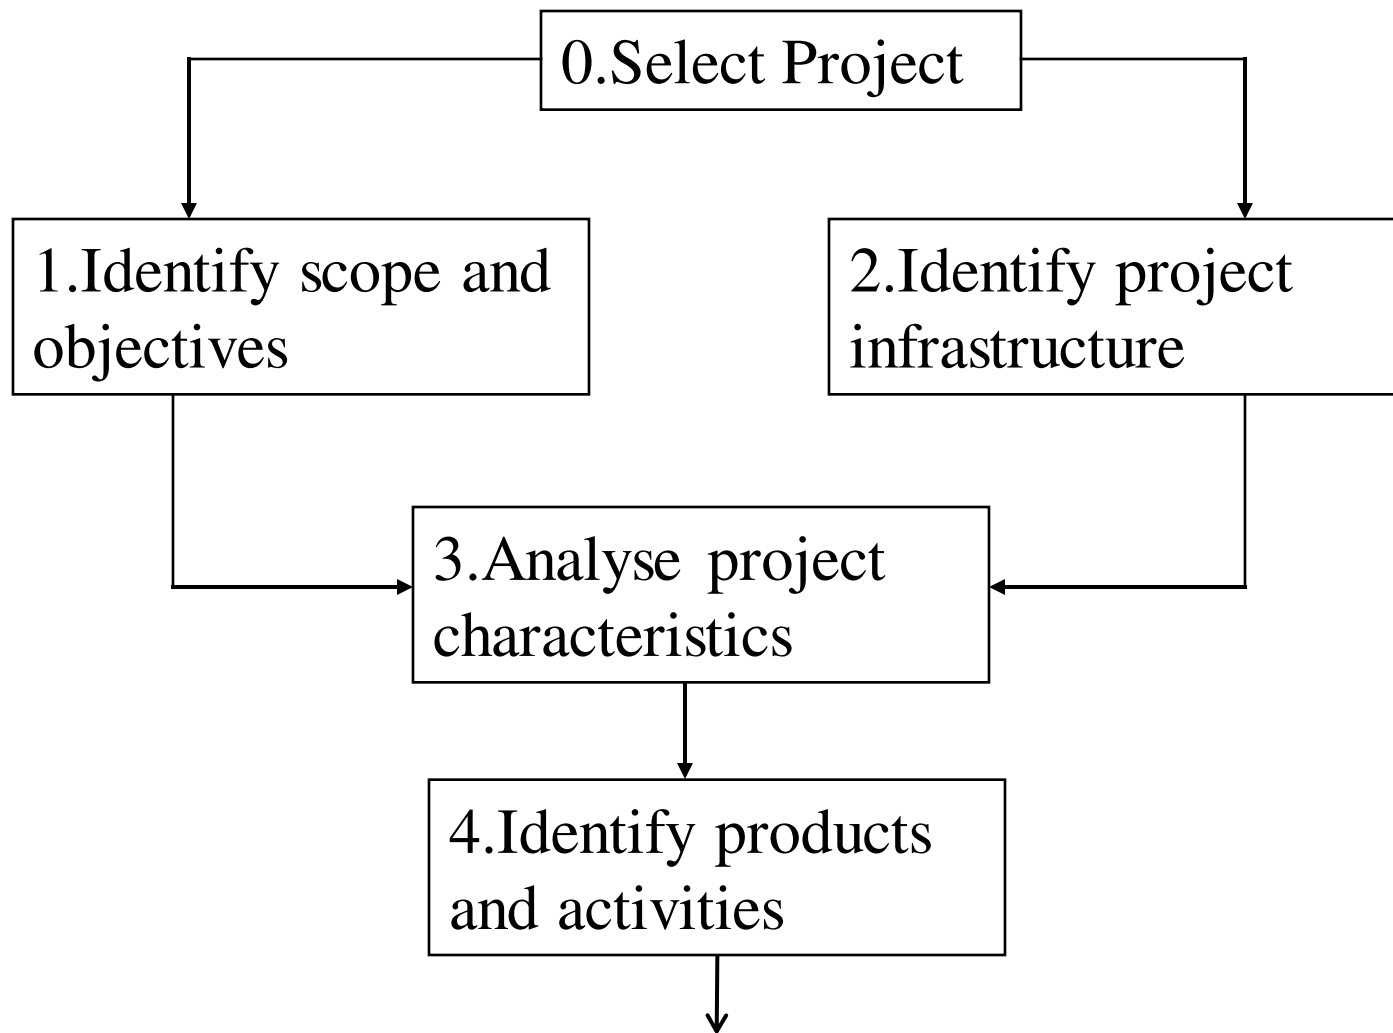 0.Select Project
1.Identify scope and
objectives
2.Identify project
infrastructure
3.Analyse project
characteristics
4.Identify products
and activities